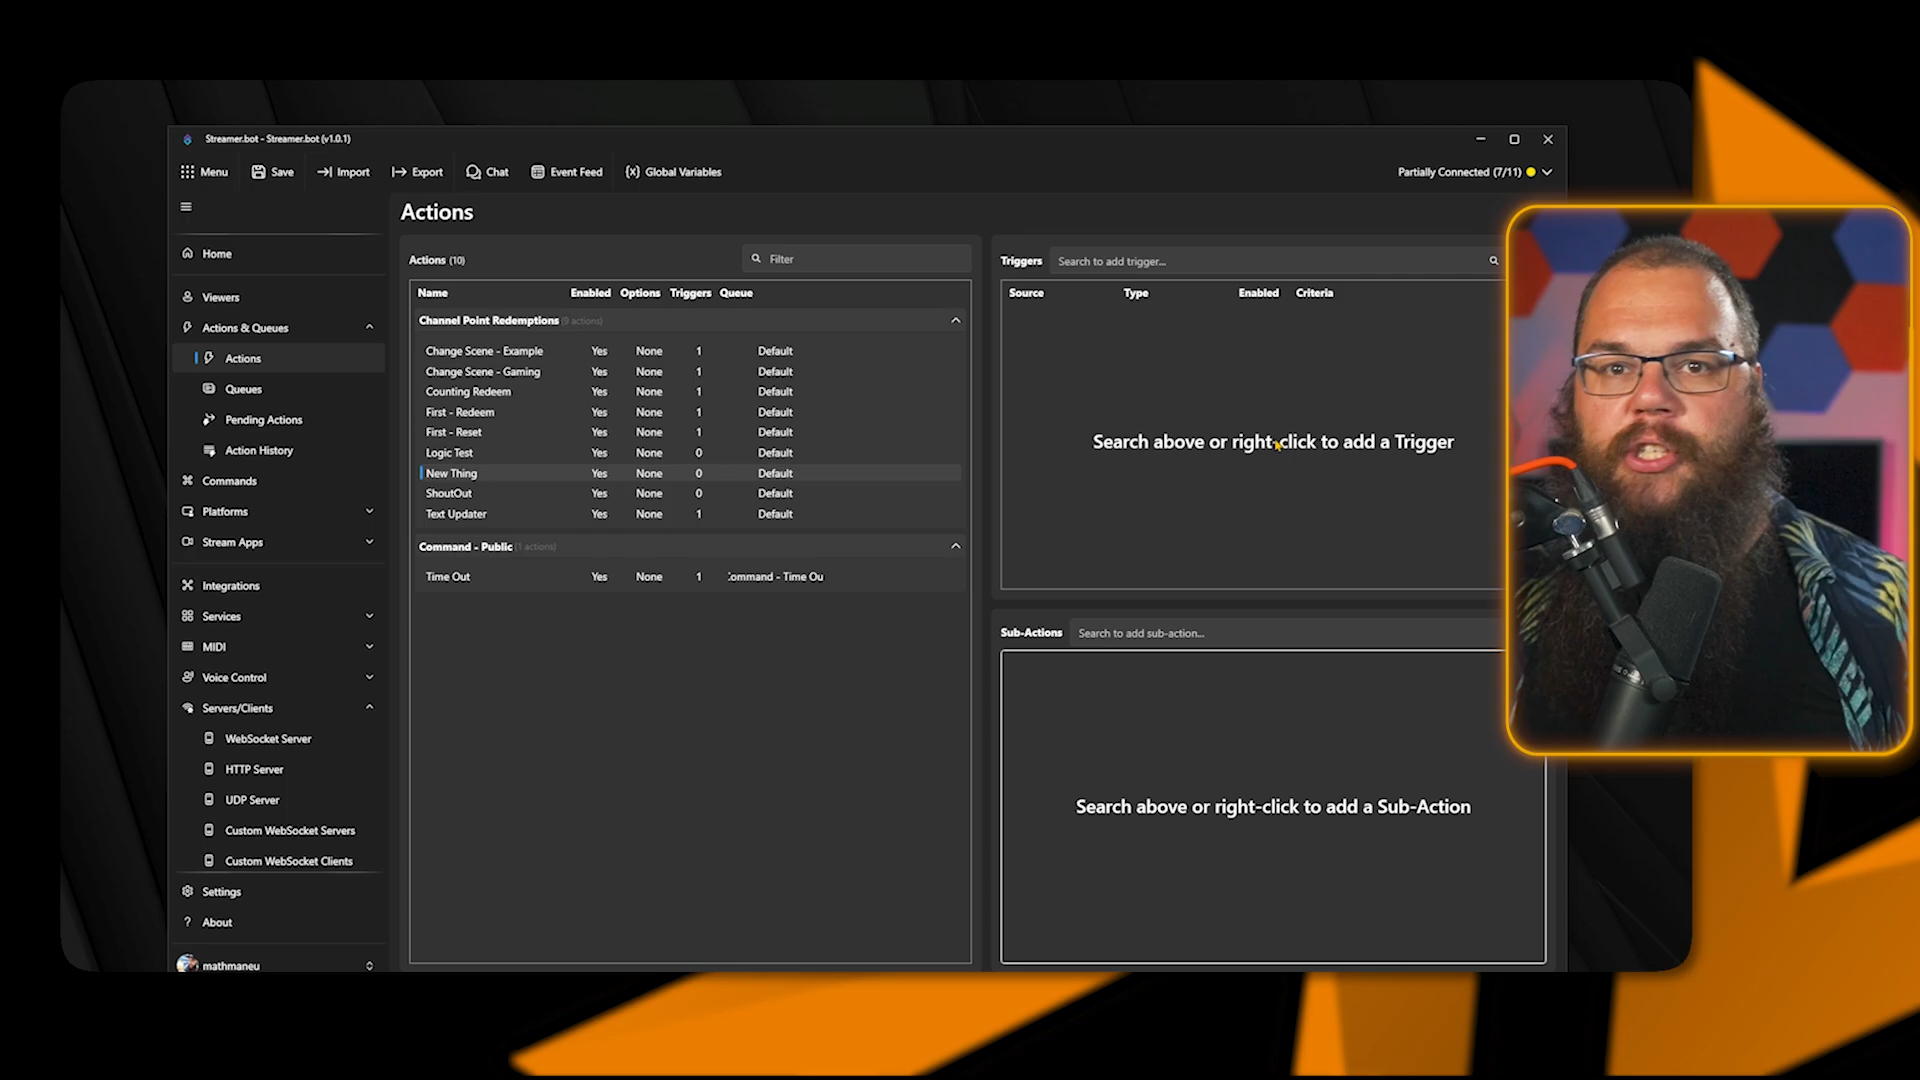 Streamer.bot - Streamer.bot (v1.0.1)
Menu Save Import Export Chat Event Feed Global Variables Partially Connected (7/11)
Home
Viewers
Actions & Queues
Actions
Queues
Pending Actions
Action History
Commands
Platforms
Stream Apps
Integrations
Services
MIDI
Voice Control
Servers/Clients
WebSocket Server
HTTP Server
UDP Server
Custom WebSocket Servers
Custom WebSocket Clients
Settings
About
mathmaneu
Actions
Actions (10) Filter
Name Enabled Options Triggers Queue
Channel Point Redemptions (9 actions)
Change Scene - Example Yes None 1 Default
Change Scene - Gaming Yes None 1 Default
Counting Redeem Yes None 1 Default
First - Redeem Yes None 1 Default
First - Reset Yes None 1 Default
Logic Test Yes None 0 Default
New Thing Yes None 0 Default
ShoutOut Yes None 0 Default
Text Updater Yes None 1 Default
Command - Public (1 actions)
Time Out Yes None 1 Command - Time Ou
Triggers Search to add trigger...
Source Type Enabled Criteria
Search above or right-click to add a Trigger
Sub-Actions Search to add sub-action...
Search above or right-click to add a Sub-Action